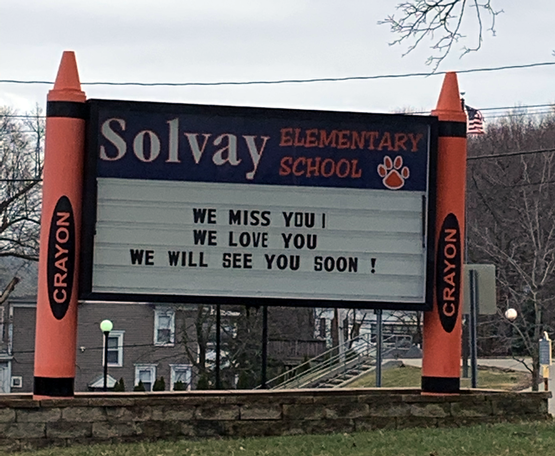 Solvay ELEMENTARY SCHOOL
WE MISS YOU!
WE LOVE YOU
WE WILL SEE YOU SOON !
CRAYON
CRAYON